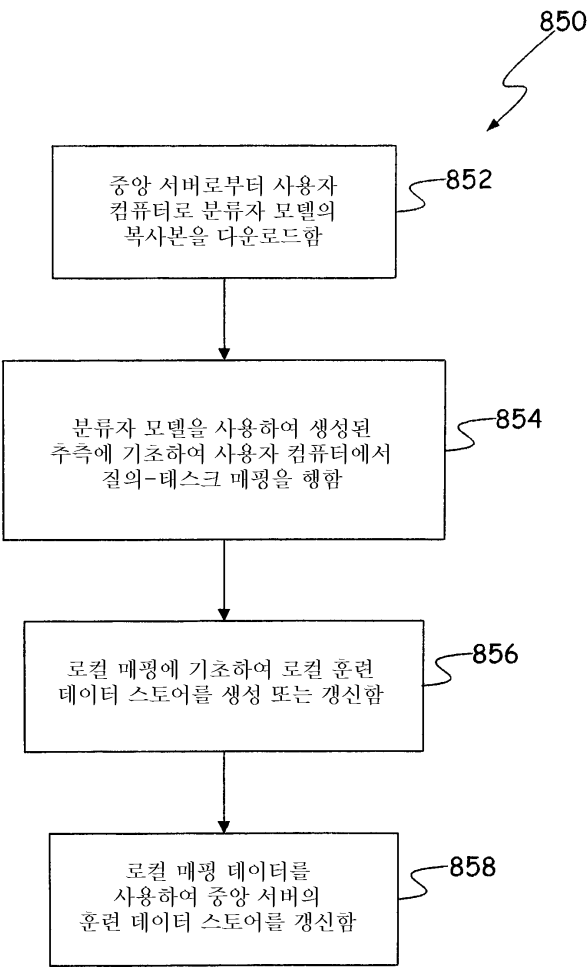 850
중앙 서버로부터 사용자
컴퓨터로 분류자 모델의
복사본을 다운로드함
852
분류자 모델을 사용하여 생성된
추측에 기초하여 사용자 컴퓨터에서
질의-태스크 매핑을 행함
854
로컬 매핑에 기초하여 로컬 훈련
데이터 스토어를 생성 또는 갱신함
856
로컬 매핑 데이터를
사용하여 중앙 서버의
훈련 데이터 스토어를 갱신함
858